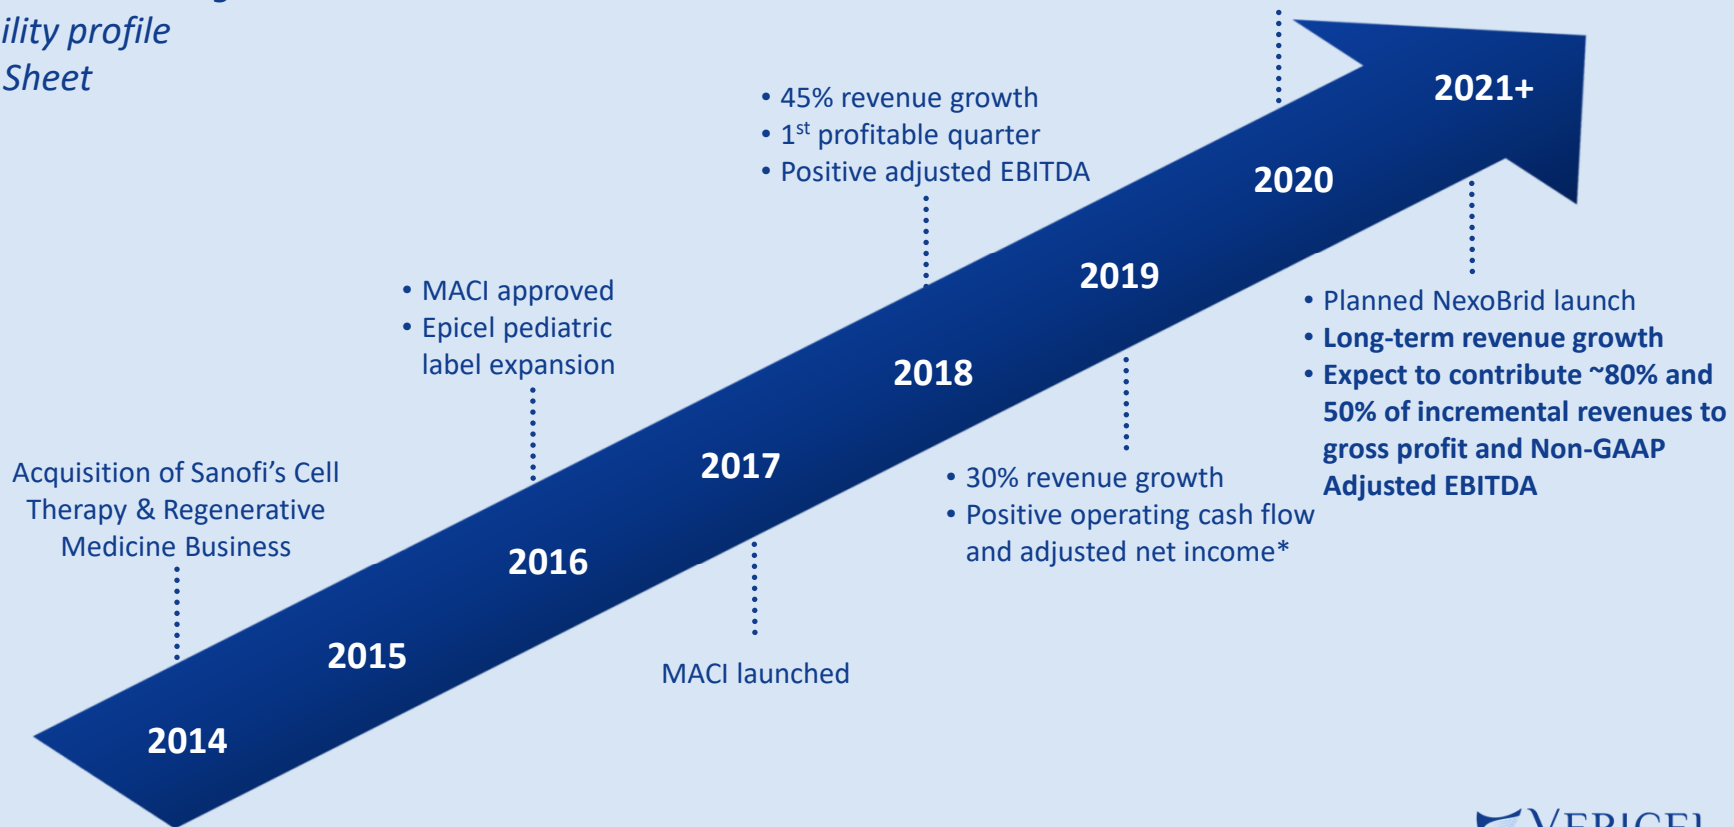 ility profile
Sheet
2021+
• 45% revenue growth
• 1st profitable quarter
• Positive adjusted EBITDA
2020
2019
• MACI approved
• Epicel pediatric
label expansion
• Planned NexoBrid launch
• Long-term revenue growth
• Expect to contribute ~80% and
50% of incremental revenues to
gross profit and Non-GAAP
Adjusted EBITDA
2018
2017
Acquisition of Sanofi's Cell
Therapy & Regenerative
Medicine Business
• 30% revenue growth
• Positive operating cash flow
and adjusted net income*
2016
2015
MACI launched
2014
VERICEL